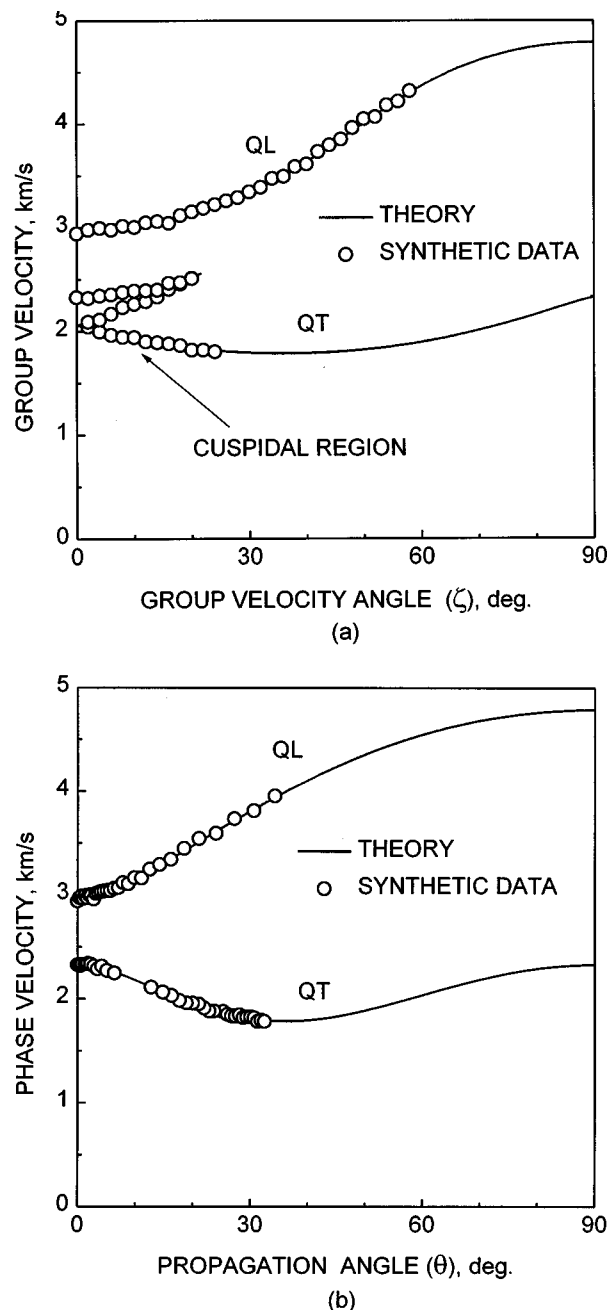 5
4
3
2
1
0
GROUP VELOCITY, km/s
QL
THEORY
SYNTHETIC DATA
QT
CUSPIDAL REGION
0 30 60 90
GROUP VELOCITY ANGLE (ζ), deg.
(a)
5
4
3
2
1
0
PHASE VELOCITY, km/s
QL
THEORY
SYNTHETIC DATA
QT
0 30 60 90
PROPAGATION ANGLE (θ), deg.
(b)